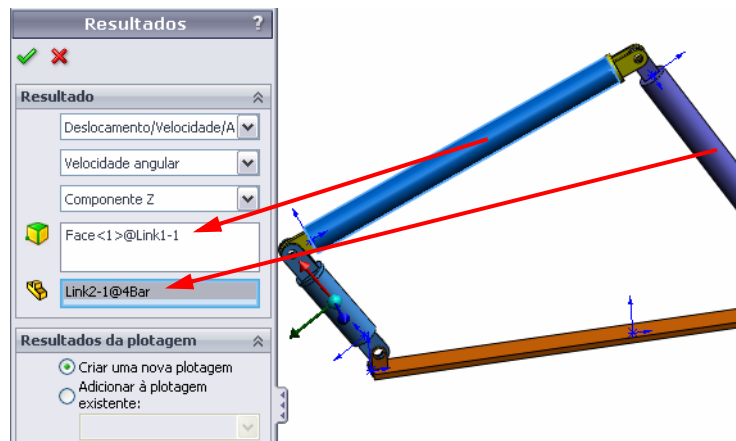 Resultados ?
Resultado
Deslocamento/Velocidade/A
Velocidade angular
Componente Z
Face<1>@Link1-1
Link2-1@4Bar
Resultados da plotagem
Criar uma nova plotagem
Adicionar à plotagem
existente: